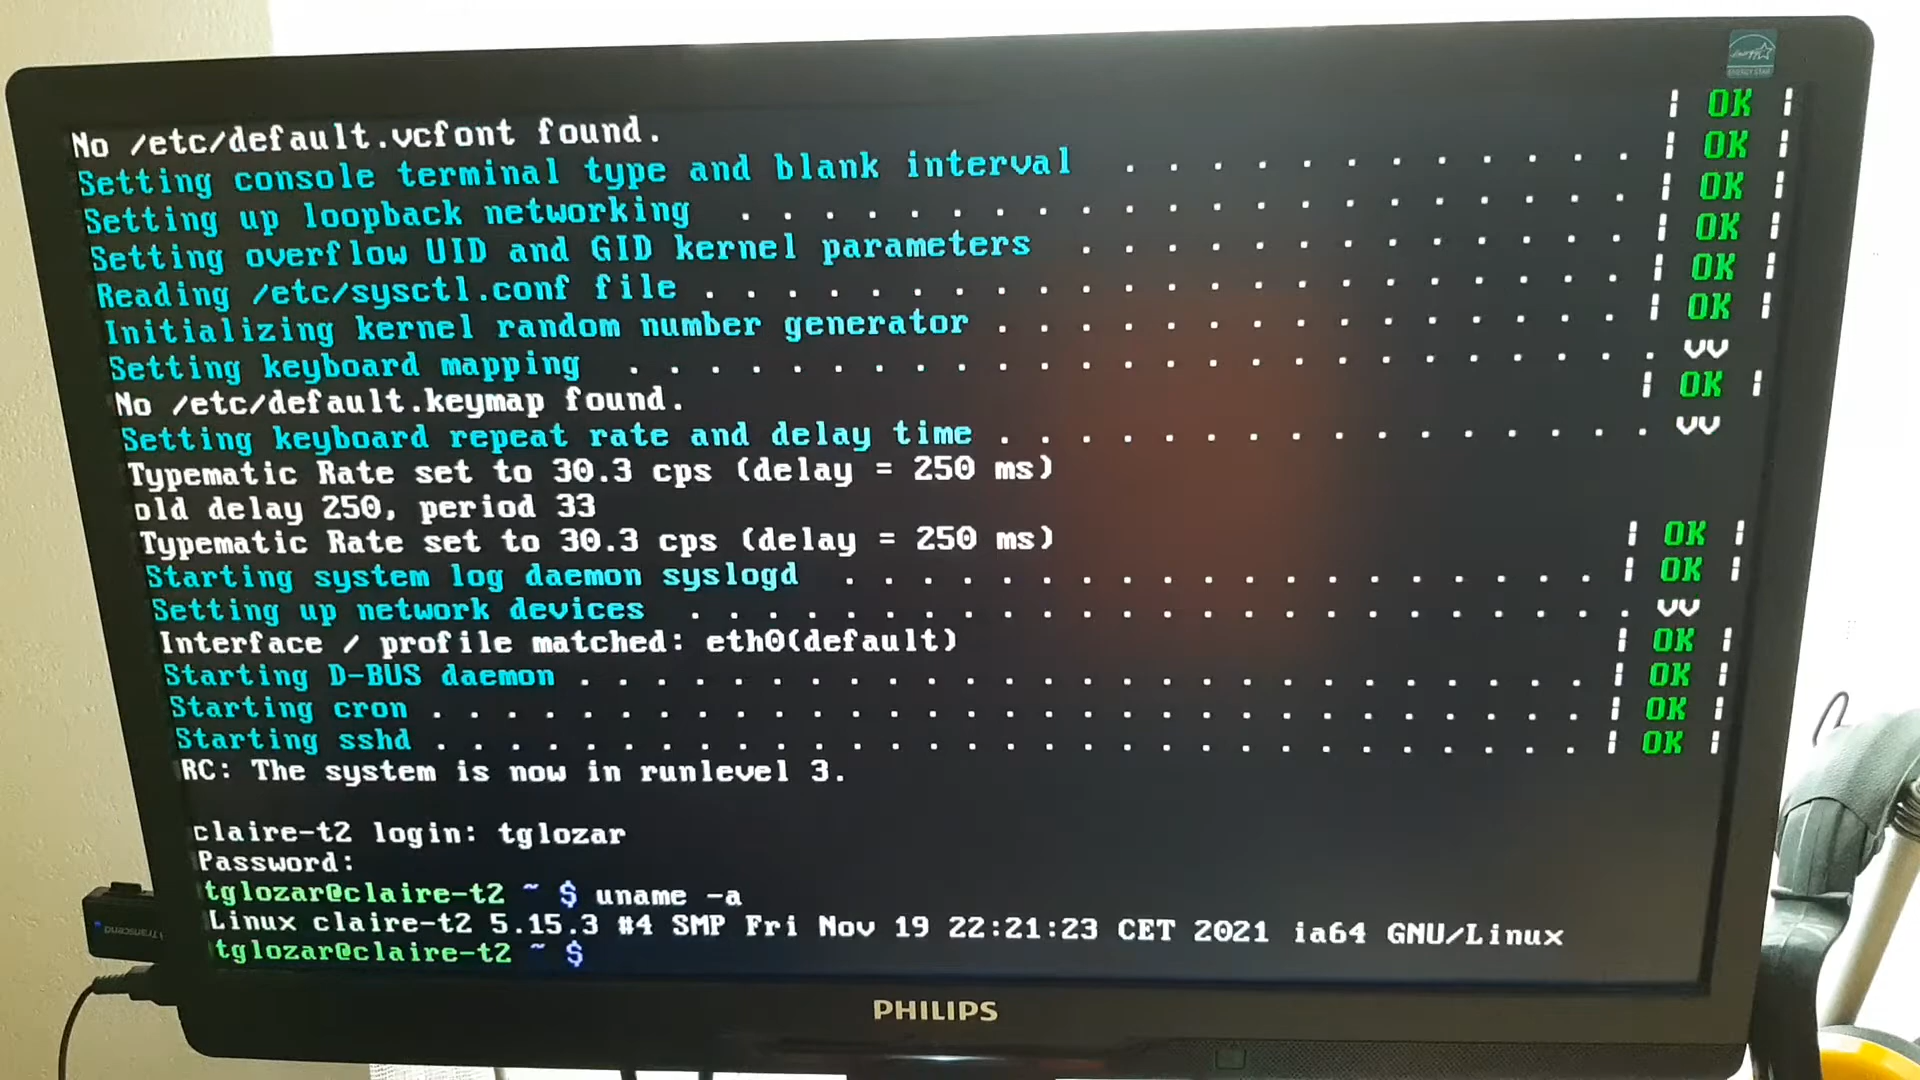 No /etc/default.vcfont found. | OK |
Setting console terminal type and blank interval . . . . . . . . . . . . | OK |
Setting up loopback networking . . . . . . . . . . . . . . . . . . . . . | OK |
Setting overflow UID and GID kernel parameters . . . . . . . . . . . . . | OK |
Reading /etc/sysctl.conf file . . . . . . . . . . . . . . . . . . . . . . | OK |
Initializing kernel random number generator . . . . . . . . . . . . . . . | OK |
Setting keyboard mapping . . . . . . . . . . . . . . . . . . . . . . . . vv
No /etc/default.keymap found. | OK |
Setting keyboard repeat rate and delay time . . . . . . . . . . . . . . . . vv
Typematic Rate set to 30.3 cps (delay = 250 ms)
old delay 250, period 33
Typematic Rate set to 30.3 cps (delay = 250 ms) | OK |
Starting system log daemon syslogd . . . . . . . . . . . . . . . . . . | OK |
Setting up network devices . . . . . . . . . . . . . . . . . . . . . . vv
Interface / profile matched: eth0(default) | OK |
Starting D-BUS daemon . . . . . . . . . . . . . . . . . . . . . . . . | OK |
Starting cron . . . . . . . . . . . . . . . . . . . . . . . . . . . . | OK |
Starting sshd . . . . . . . . . . . . . . . . . . . . . . . . . . . . | OK |
RC: The system is now in runlevel 3.
claire-t2 login: tglozar
Password:
tglozar@claire-t2 ~ $ uname -a
Linux claire-t2 5.15.3 #4 SMP Fri Nov 19 22:21:23 CET 2021 ia64 GNU/Linux
tglozar@claire-t2 ~ $
PHILIPS
Transcend
energy
ENERGY STAR